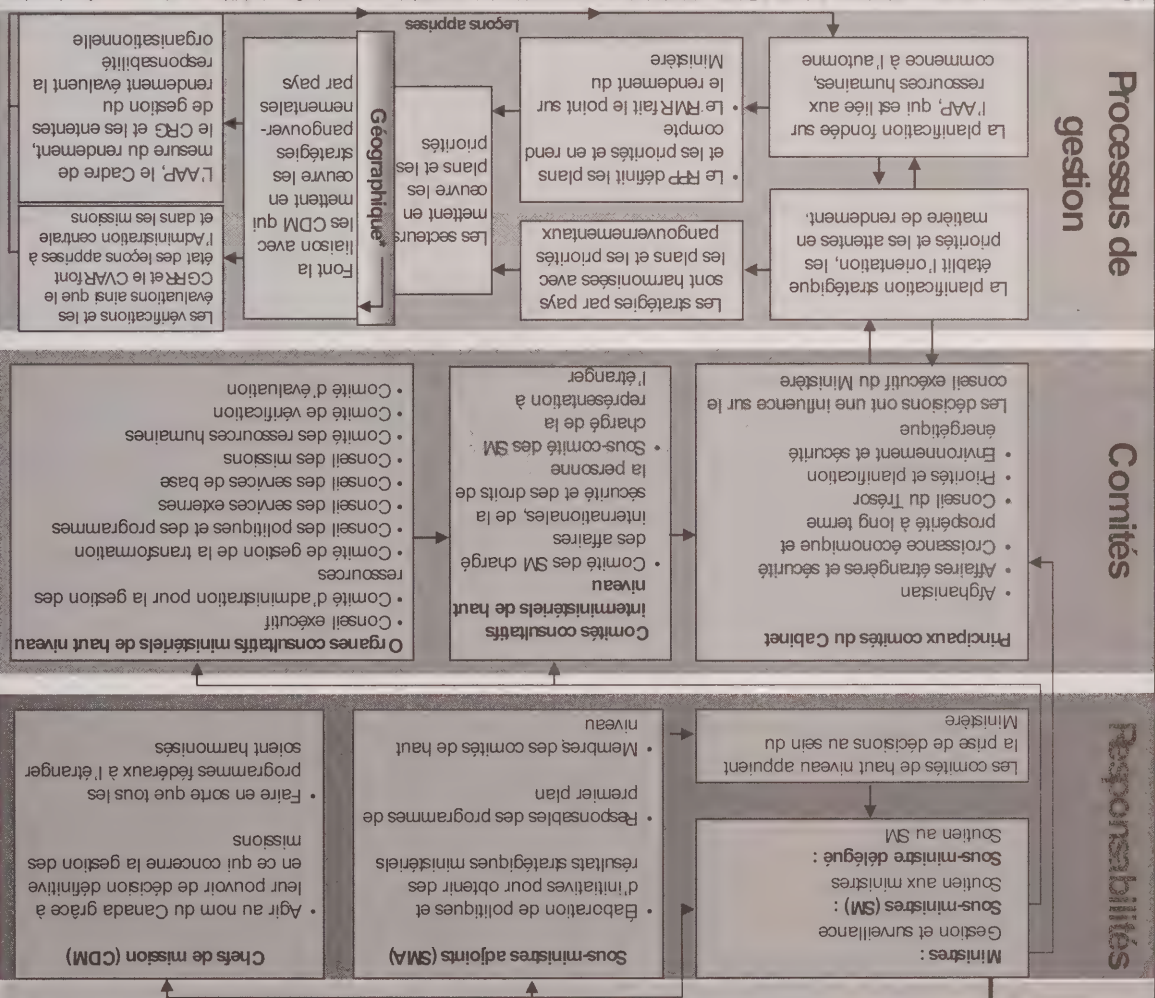 Responsabilités
Ministres :
Gestion et surveillance
Sous-ministres (SM) :
Soutien aux ministres
Sous-ministre délégué :
Soutien au SM
Les comités de haut niveau appuient
la prise de décisions au sein du
Ministère
Sous-ministres adjoints (SMA)
• Élaboration de politiques et
d'initiatives pour obtenir des
résultats stratégiques ministériels
• Responsables des programmes de
premier plan
• Membres, des comités de haut
niveau
Chefs de mission (CDM)
• Agir au nom du Canada grâce à
leur pouvoir de décision définitive
en ce qui concerne la gestion des
missions
• Faire en sorte que tous les
programmes fédéraux à l'étranger
soient harmonisés
Comités
Principaux comités du Cabinet
• Afghanistan
• Affaires étrangères et sécurité
• Croissance économique et
prospérité à long terme
• Conseil du Trésor
• Priorités et planification
• Environnement et sécurité
énergétique
Les décisions ont une influence sur le
conseil exécutif du Ministère
Comités consultatifs
interministériels de haut
niveau
• Comité des SM chargé
des affaires
internationales, de la
sécurité et des droits de
la personne
• Sous-comité des SM
chargé de la
représentation à
l'étranger
Organes consultatifs ministériels de haut niveau
• Conseil exécutif
• Comité d'administration pour la gestion des
ressources
• Comité de gestion de la transformation
• Conseil des politiques et des programmes
• Conseil des services externes
• Conseil des services de base
• Conseil des missions
• Comité des ressources humaines
• Comité de vérification
• Comité d'évaluation
Processus de
gestion
La planification stratégique
établit l'orientation, les
priorités et les attentes en
matière de rendement.
La planification fondée sur
l'AAP, qui est liée aux
ressources humaines,
commence à l'automne
Les stratégies par pays
sont harmonisées avec
les plans et les priorités
pangouvernementaux
• Le RPP définit les plans
et les priorités et en rend
compte
• Le RMR fait le point sur
le rendement du
Ministère
Les secteurs
mettent en
œuvre les
plans et les
priorités
Géographique*
Font la
liaison avec
les CDM qui
mettent en
œuvre les
stratégies
pangouver-
nementales
par pays
Les vérifications et les
évaluations ainsi que le
CGRR et le CVAR font
état des leçons apprises à
l'Administration centrale
et dans les missions
L'AAP, le Cadre de
mesure du rendement,
le CRG et les ententes
de gestion du
rendement évaluent la
responsabilité
organisationnelle
Leçons apprises